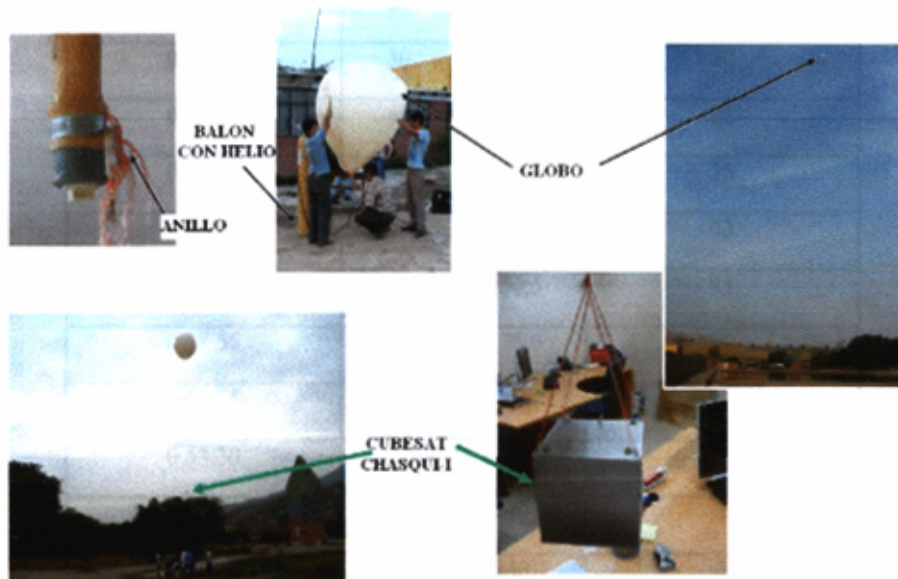 BALON
CON HELIO
ANILLO
GLOBO
CUBESAT
CHASQUI-I